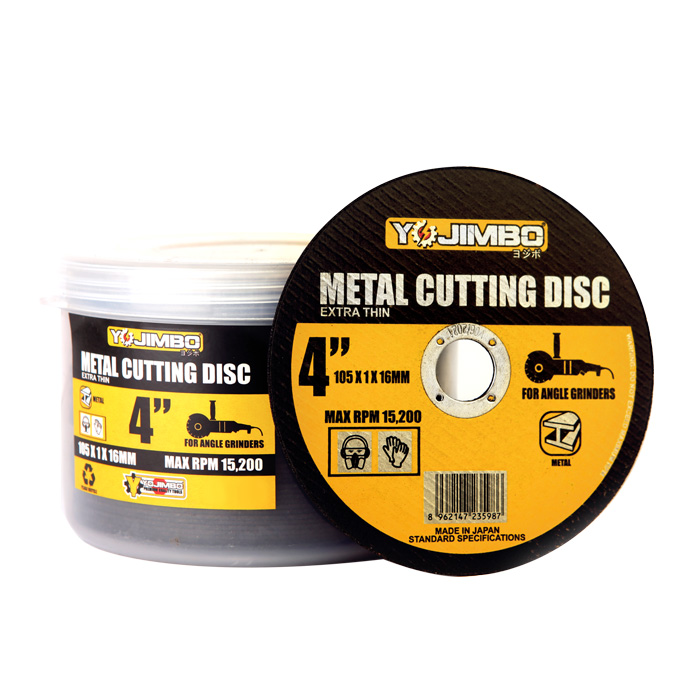 YOJIMBO
ヨジボ
METAL CUTTING DISC
EXTRA THIN
4”
105 X 1 X 16MM
MAX RPM 15,200
FOR ANGLE GRINDERS
METAL
8 962147 235987
MADE IN JAPAN
STANDARD SPECIFICATIONS
YOJIMBO
ヨジボ
METAL CUTTING DISC
EXTRA THIN
METAL
4”
FOR ANGLE GRINDERS
105 X 1 X 16MM
MAX RPM 15,200
YOJIMBO